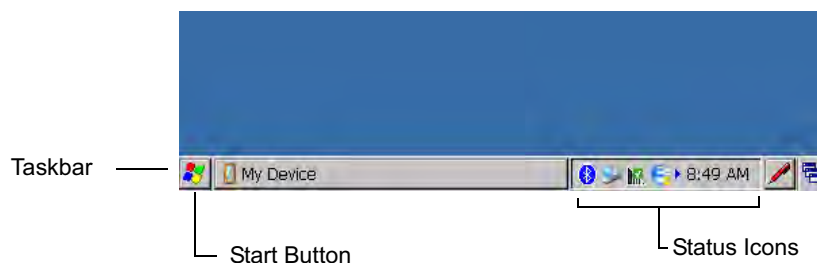 Taskbar
My Device
8:49 AM
Start Button
Status Icons